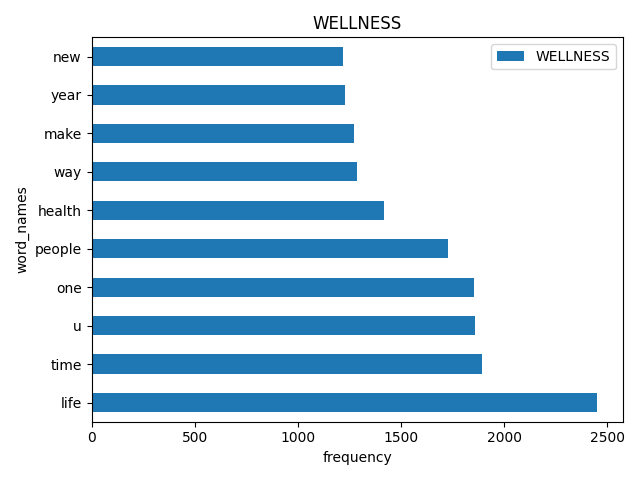 WELLNESS
WELLNESS
new
year
make
way
health
people
one
u
time
life
word_names
0 500 1000 1500 2000 2500
frequency